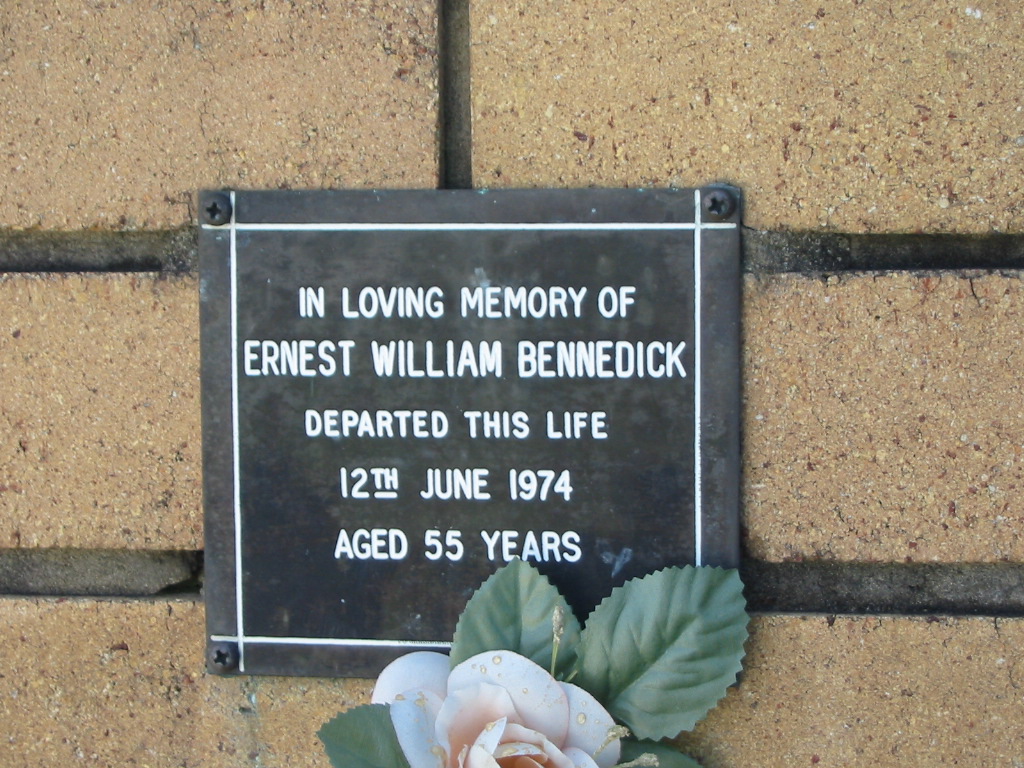 IN LOVING MEMORY OF
ERNEST WILLIAM BENNEDICK
DEPARTED THIS LIFE
12TH JUNE 1974
AGED 55 YEARS